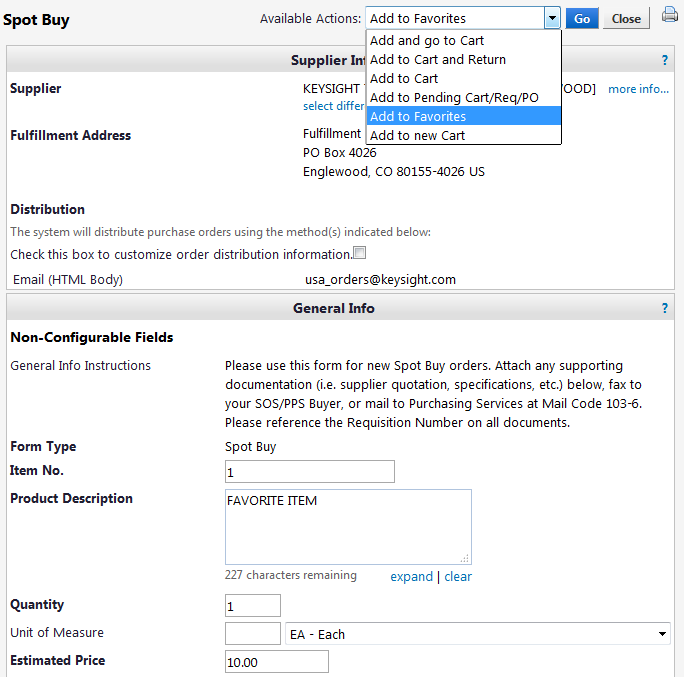 Spot Buy
Available Actions: Add to Favorites Go Close
Add and go to Cart
Add to Cart and Return
Add to Cart
Add to Pending Cart/Req/PO
Add to Favorites
Add to new Cart
Supplier ?
Supplier KEYSIGHT more info...
select
Fulfillment Address Fulfillment
PO Box 4026
Englewood, CO 80155-4026 US
Distribution
The system will distribute purchase orders using the method(s) indicated below:
Check this box to customize order distribution information.
Email (HTML Body) usa_orders@keysight.com
General Info ?
Non-Configurable Fields
General Info Instructions Please use this form for new Spot Buy orders. Attach any supporting
documentation (i.e. supplier quotation, specifications, etc.) below, fax to
your SOS/PPS Buyer, or mail to Purchasing Services at Mail Code 103-6.
Please reference the Requisition Number on all documents.
Form Type Spot Buy
Item No. 1
Product Description FAVORITE ITEM
227 characters remaining expand | clear
Quantity 1
Unit of Measure EA - Each
Estimated Price 10.00